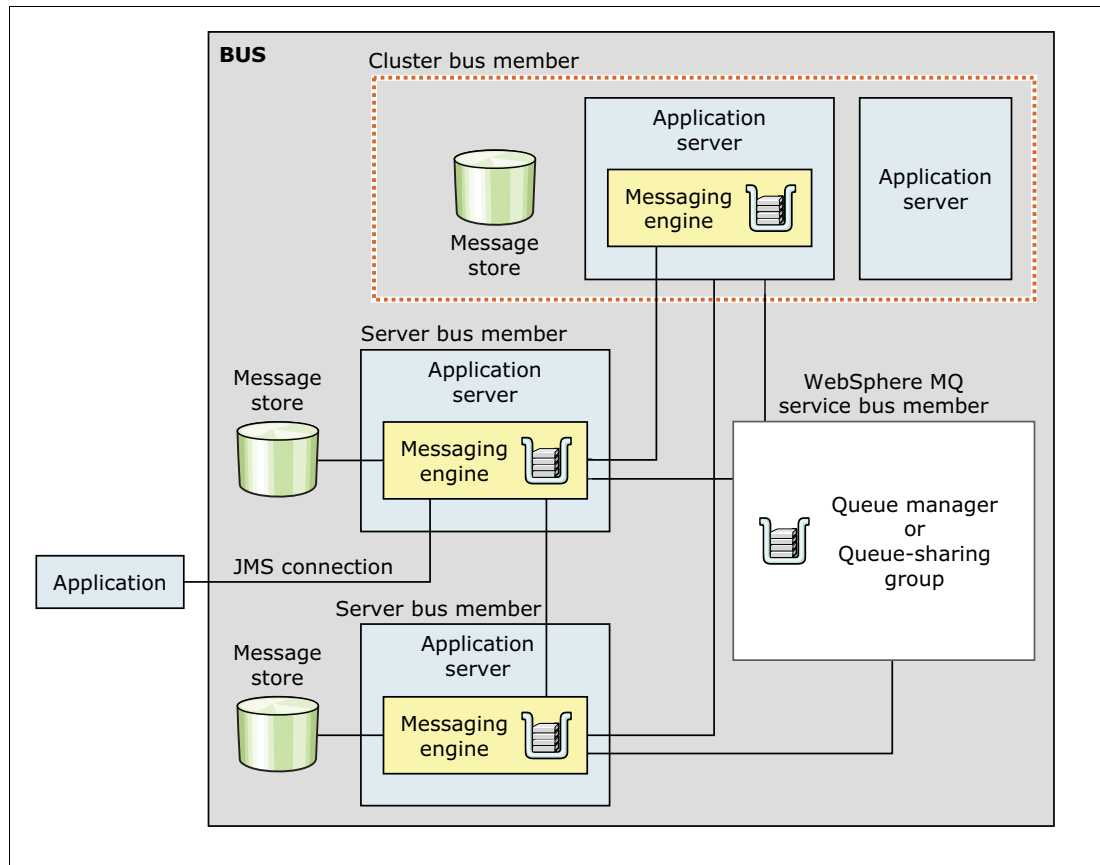 BUS
Cluster bus member
Application
server
Messaging
engine
Application
server
Message
store
Server bus member
Application
server
Message
store
Messaging
engine
WebSphere MQ
service bus member
Queue manager
or
Queue-sharing
group
Application
JMS connection
Server bus member
Application
server
Message
store
Messaging
engine